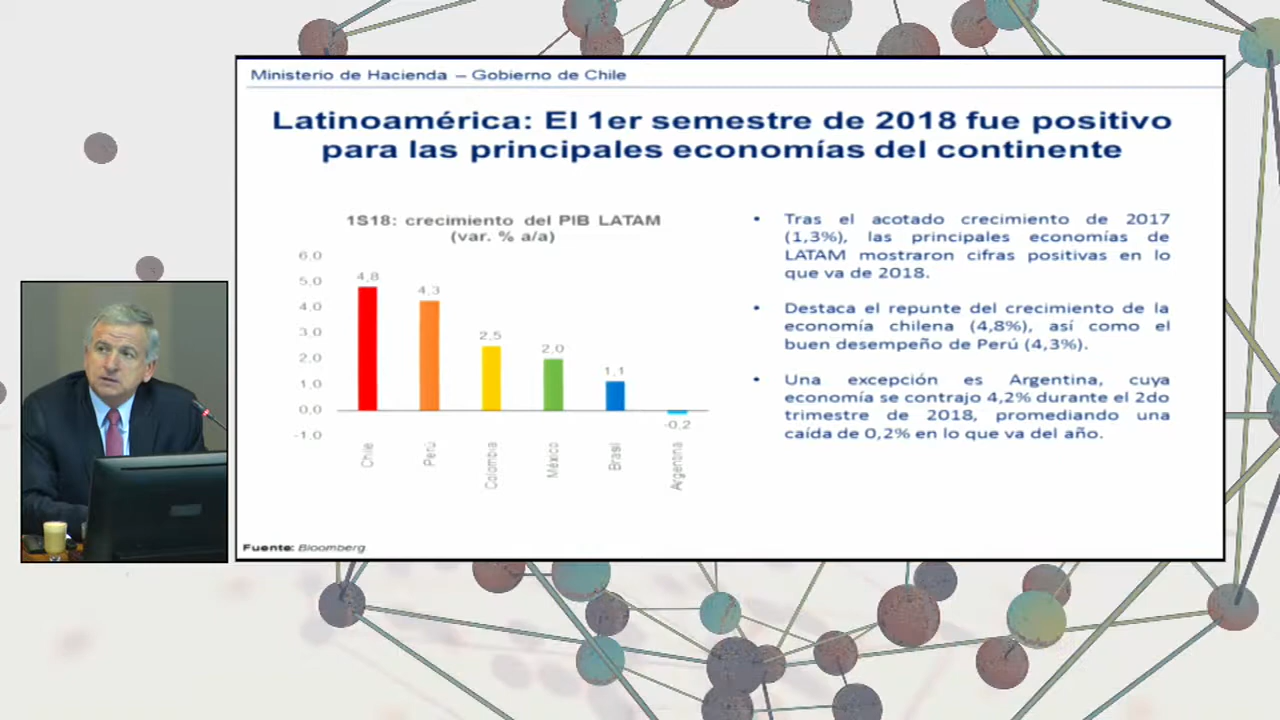 Ministerio de Hacienda – Gobierno de Chile
Latinoamérica: El 1er semestre de 2018 fue positivo
para las principales economías del continente
1S18: crecimiento del PIB LATAM
(var. % a/a)
6.0
5.0
4.0
3.0
2.0
1.0
0.0
-1.0
4,8
4,3
2,5
2,0
1,1
-0,2
Chile
Perú
Colombia
México
Brasil
Argentina
• Tras el acotado crecimiento de 2017
(1,3%), las principales economías de
LATAM mostraron cifras positivas en lo
que va de 2018.
• Destaca el repunte del crecimiento de la
economía chilena (4,8%), así como el
buen desempeño de Perú (4,3%).
• Una excepción es Argentina, cuya
economía se contrajo 4,2% durante el 2do
trimestre de 2018, promediando una
caída de 0,2% en lo que va del año.
Fuente: Bloomberg